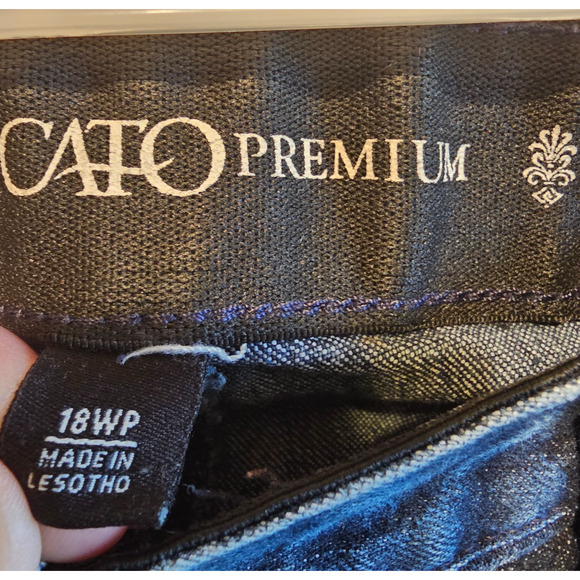 CATO PREMIUM
18WP
MADE IN
LESOTHO